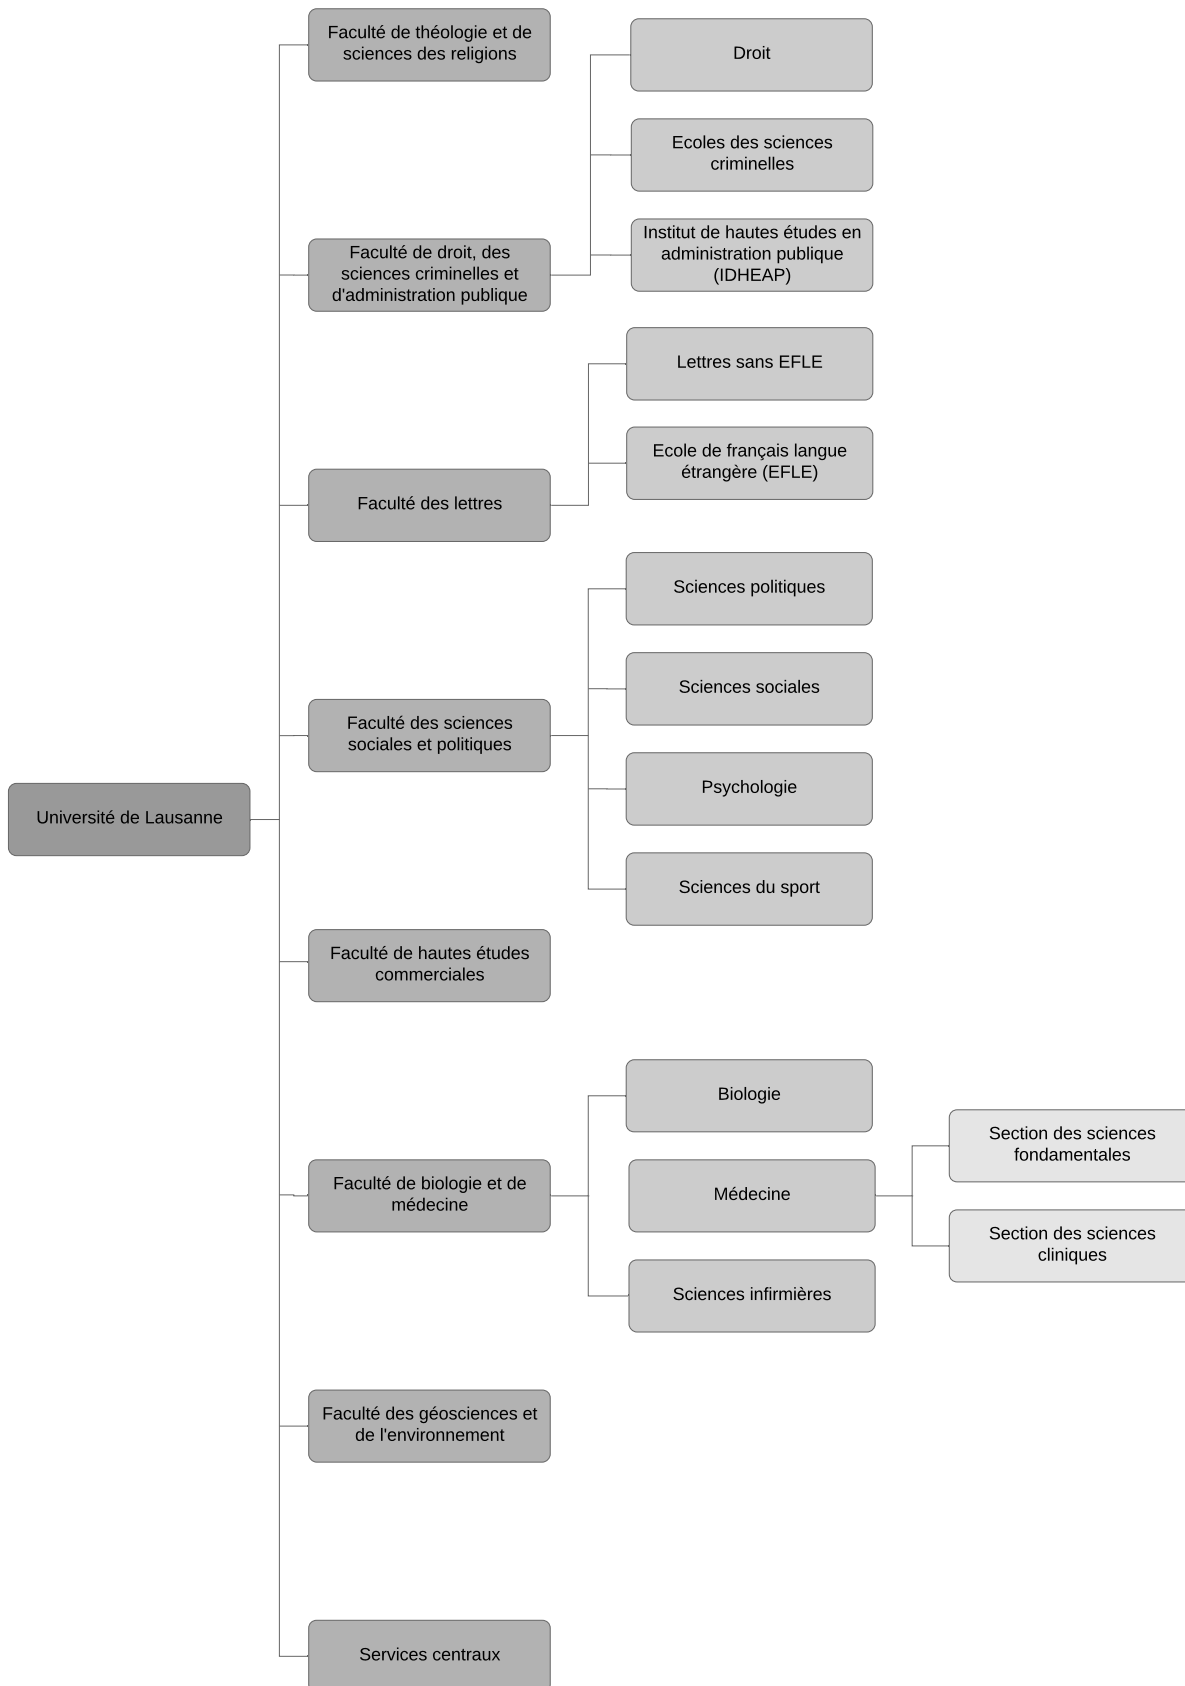 Faculté de théologie et de
sciences des religions
Droit
Ecoles des sciences
criminelles
Institut de hautes études en
administration publique
(IDHEAP)
Faculté de droit, des
sciences criminelles et
d'administration publique
Lettres sans EFLE
Ecole de français langue
étrangère (EFLE)
Faculté des lettres
Sciences politiques
Sciences sociales
Faculté des sciences
sociales et politiques
Psychologie
Université de Lausanne
Sciences du sport
Faculté de hautes études
commerciales
Biologie
Section des sciences
fondamentales
Faculté de biologie et de
médecine
Médecine
Section des sciences
cliniques
Sciences infirmières
Faculté des géosciences et
de l'environnement
Services centraux